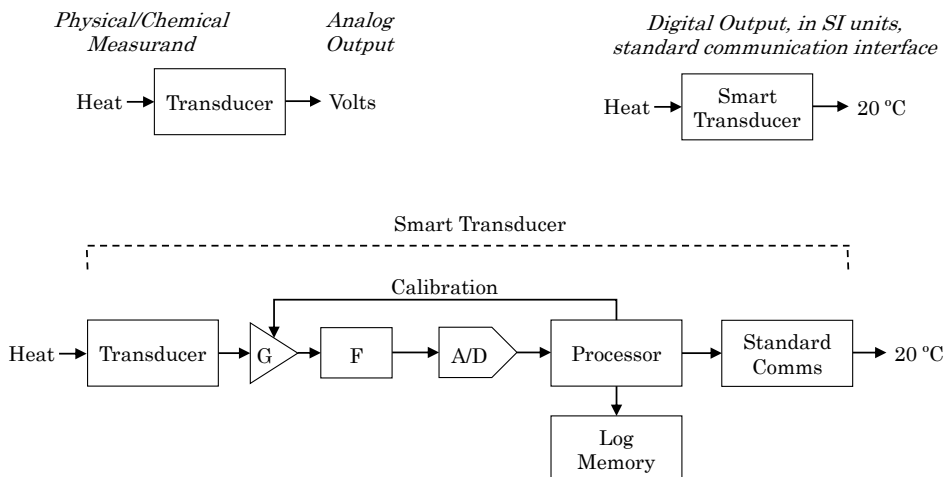 Physical/Chemical
Measurand
Analog
Output
Heat
Transducer
Volts
Digital Output, in SI units,
standard communication interface
Heat
Smart
Transducer
20 ºC
Smart Transducer
Calibration
Heat
Transducer
G
F
A/D
Processor
Standard
Comms
20 ºC
Log
Memory